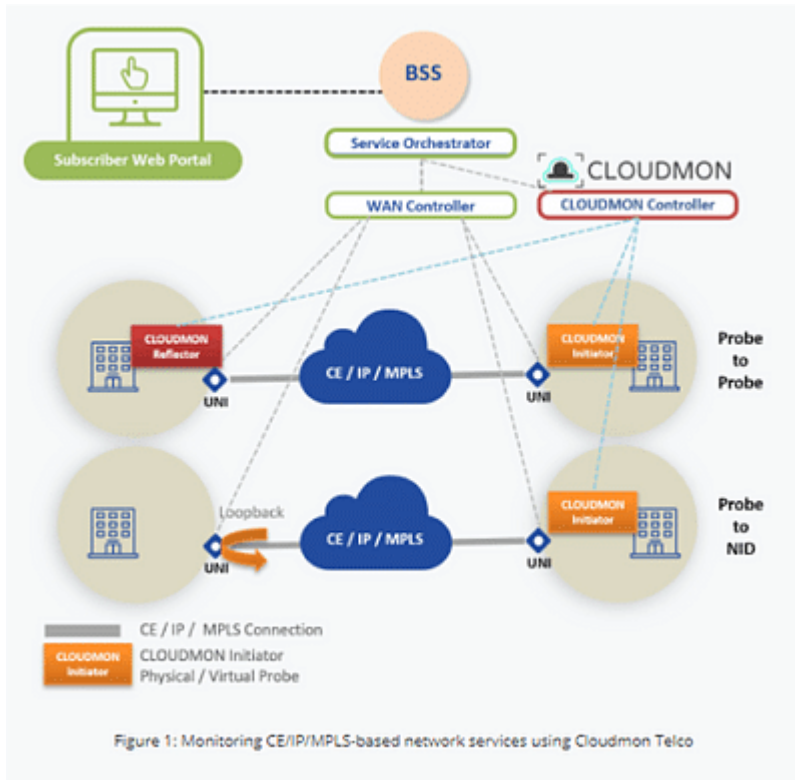 BSS
Subscriber Web Portal
Service Orchestrator
CLOUDMON
WAN Controller
CLOUDMON Controller
CLOUDMON
Reflector
UNI
CE / IP / MPLS
UNI
CLOUDMON
Initiator
Probe
to
Probe
Loopback
UNI
CE / IP / MPLS
UNI
CLOUDMON
Initiator
Probe
to
NID
CE / IP / MPLS Connection
CLOUDMON
Initiator
CLOUDMON Initiator
Physical / Virtual Probe
Figure 1: Monitoring CE/IP/MPLS-based network services using Cloudmon Telco